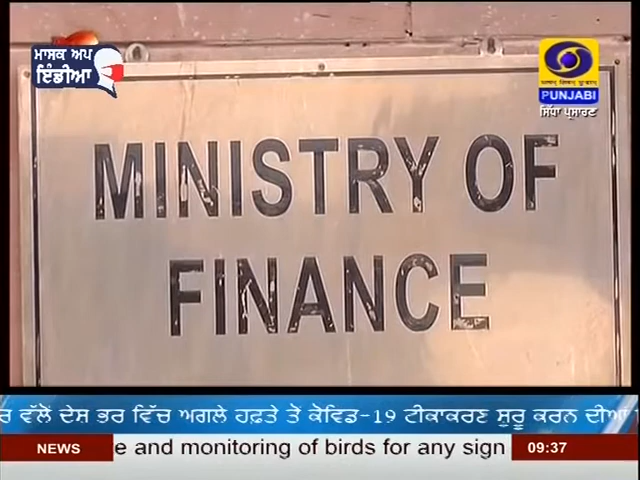 ਮਾਸਕ ਅਪ
ਇੰਡੀਆ
PUNJABI
ਸਿੱਧਾ ਪ੍ਰਸਾਰਣ
MINISTRY OF
FINANCE
ਵੱਲੋਂ ਦੇਸ਼ ਭਰ ਵਿੱਚ ਅਗਲੇ ਹਫ਼ਤੇ ਤੋਂ ਕੋਵਿਡ-19 ਟੀਕਾਕਰਣ ਸੁਰੂ ਕਰਨ ਦੀਆਂ
NEWS
e and monitoring of birds for any sign
09:37